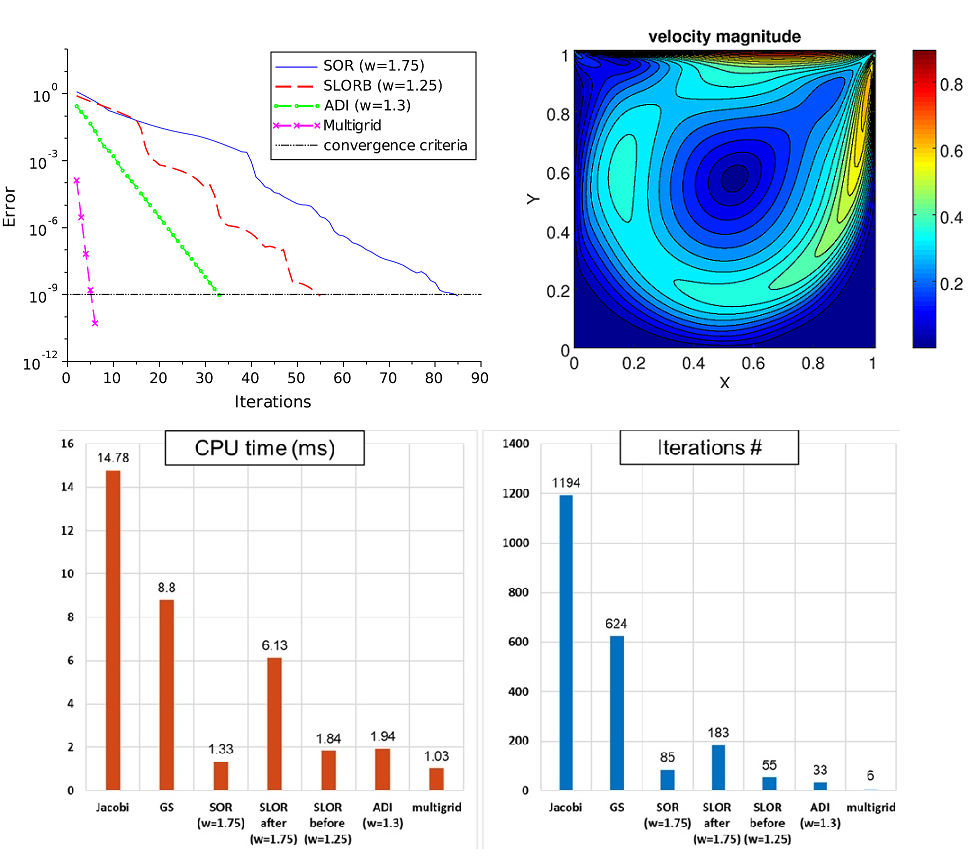 SOR (w=1.75)
SLORB (w=1.25)
ADI (w=1.3)
Multigrid
convergence criteria
10^0
10^-3
10^-6
10^-9
10^-12
Error
0 10 20 30 40 50 60 70 80 90
Iterations
velocity magnitude
1
0.8
0.6
0.4
0.2
0
Y
0 0.2 0.4 0.6 0.8 1
X
0.8
0.6
0.4
0.2
CPU time (ms)
16
14
12
10
8
6
4
2
0
14.78
8.8
1.33
6.13
1.84
1.94
1.03
Jacobi
GS
SOR
(w=1.75)
SLOR
after
(w=1.75)
SLOR
before
(w=1.25)
ADI
(w=1.3)
multigrid
Iterations #
1400
1200
1000
800
600
400
200
0
1194
624
85
183
55
33
6
Jacobi
GS
SOR
(w=1.75)
SLOR
after
(w=1.75)
SLOR
before
(w=1.25)
ADI
(w=1.3)
multigrid